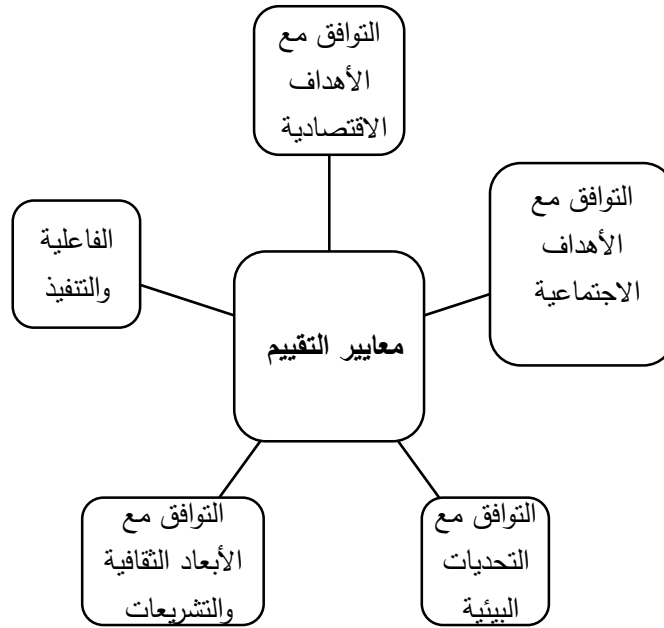 التوافق مع
الأهداف
الاقتصادية
التوافق مع
الأهداف
الاجتماعية
الفاعلية
والتنفيذ
معايير التقييم
التوافق مع
الأبعاد الثقافية
والتشريعات
التوافق مع
التحديات
البيئية